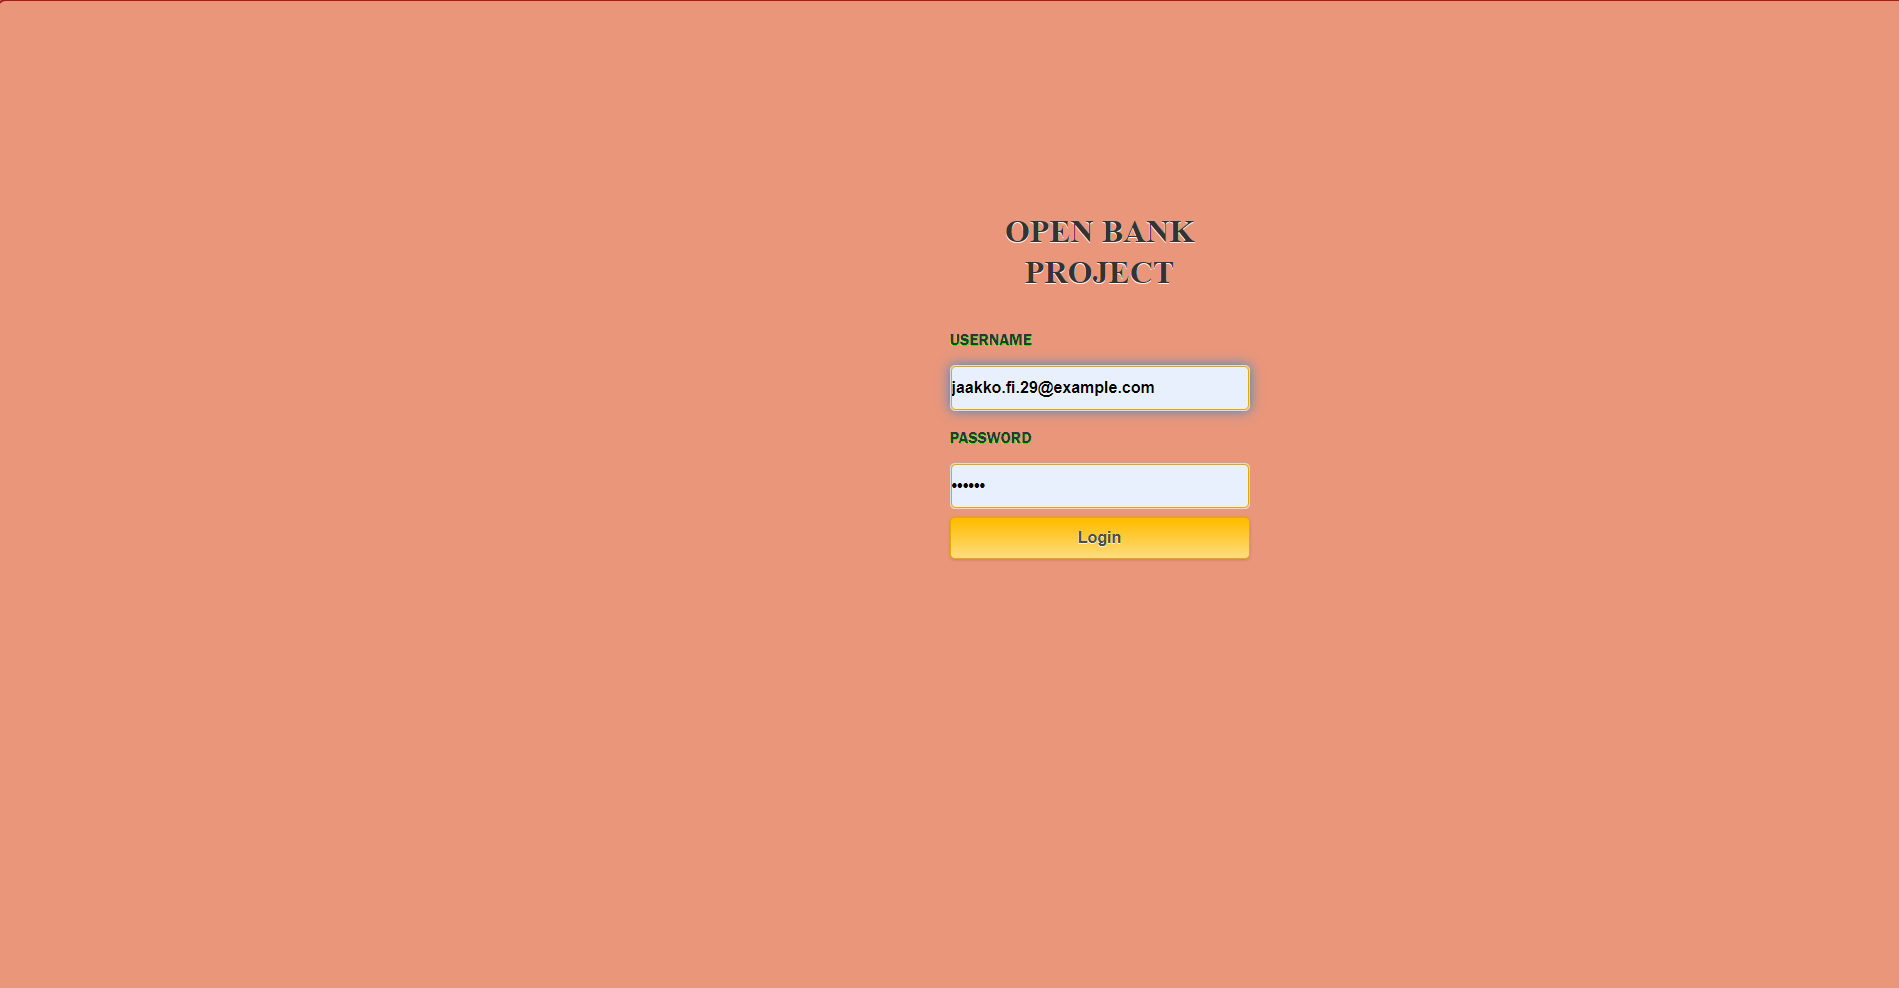 OPEN BANK
PROJECT
USERNAME
jaakko.fi.29@example.com
PASSWORD
••••••
Login